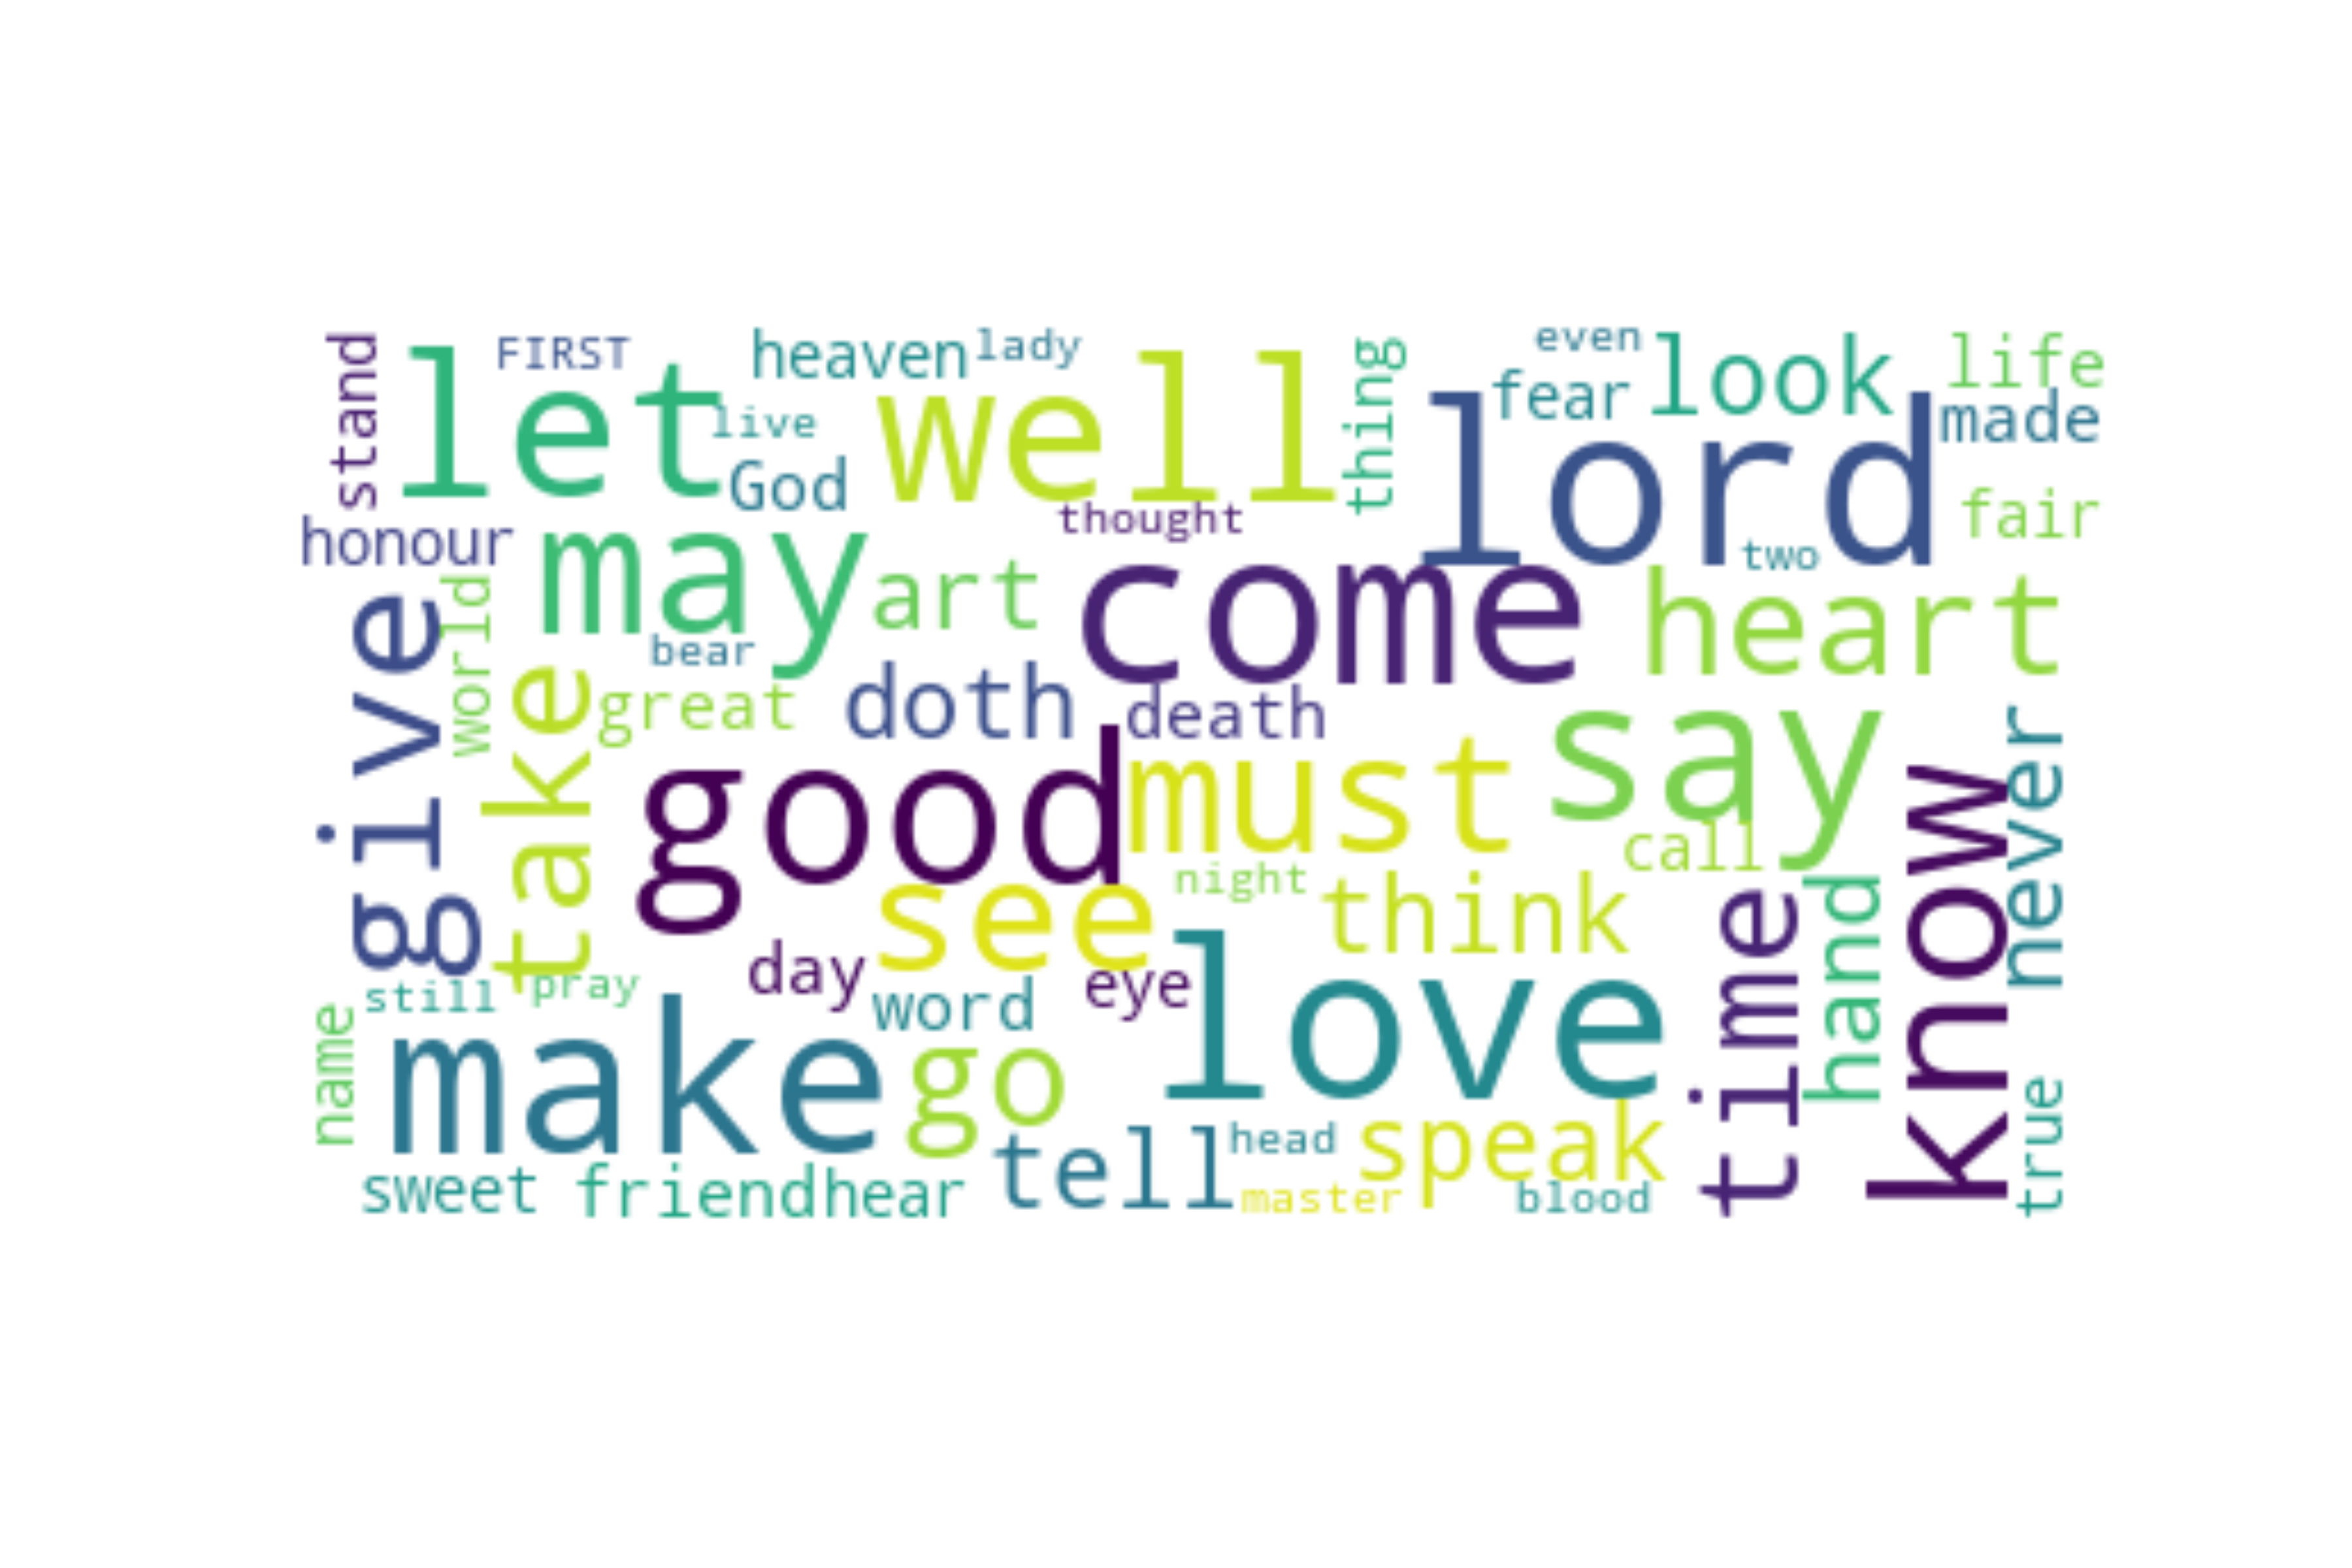 stand
let
FIRST
heaven
lady
live
God
well
thing
even
fear
look
life
made
lord
fair
two
honour
may
thought
art
come
heart
give
world
bear
take
great
doth
death
say
never
good
must
call
know
see
night
think
time
hand
day
eye
love
still
pray
word
name
make
go
true
tell
head
speak
sweet
friend
hear
master
blood